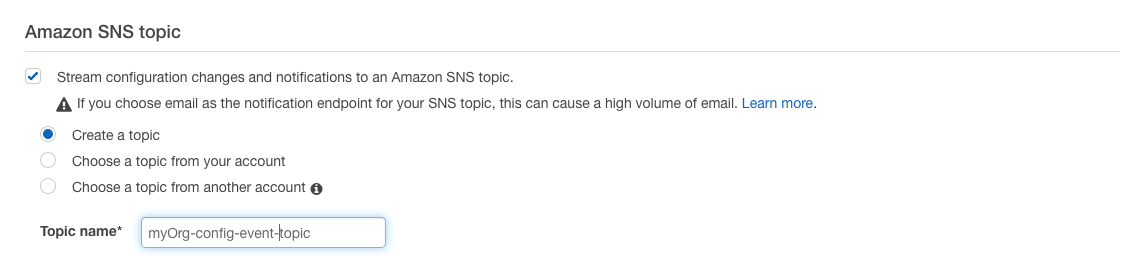 Amazon SNS topic
Stream configuration changes and notifications to an Amazon SNS topic.
If you choose email as the notification endpoint for your SNS topic, this can cause a high volume of email. Learn more.
Create a topic
Choose a topic from your account
Choose a topic from another account
Topic name* myOrg-config-event-topic